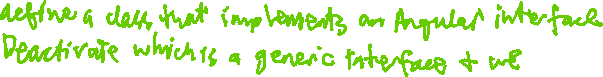 define a class that implements an Angular interface
Deactivate which is a generic interface & we